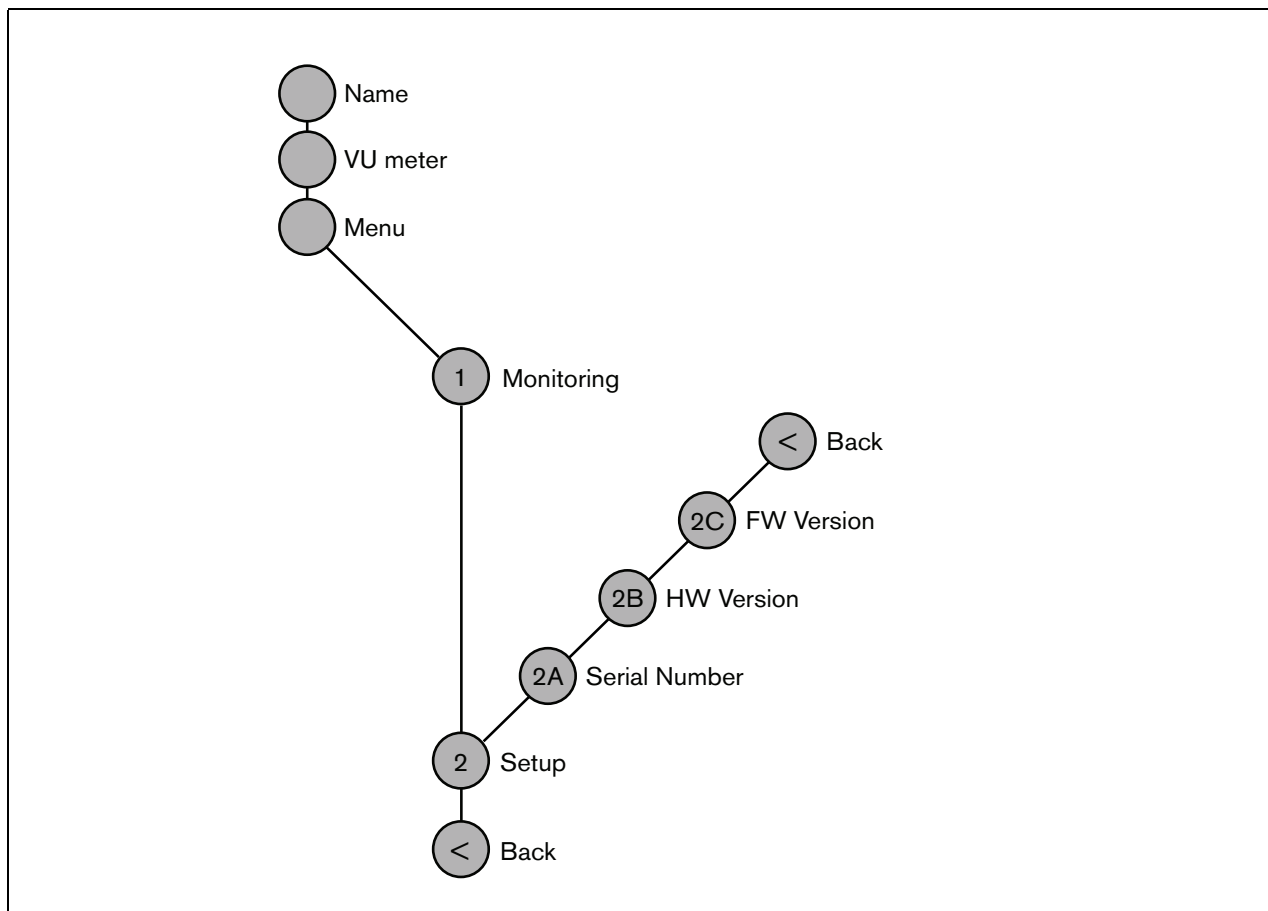 Name
VU meter
Menu
1 Monitoring
< Back
2C FW Version
2B HW Version
2A Serial Number
2 Setup
< Back